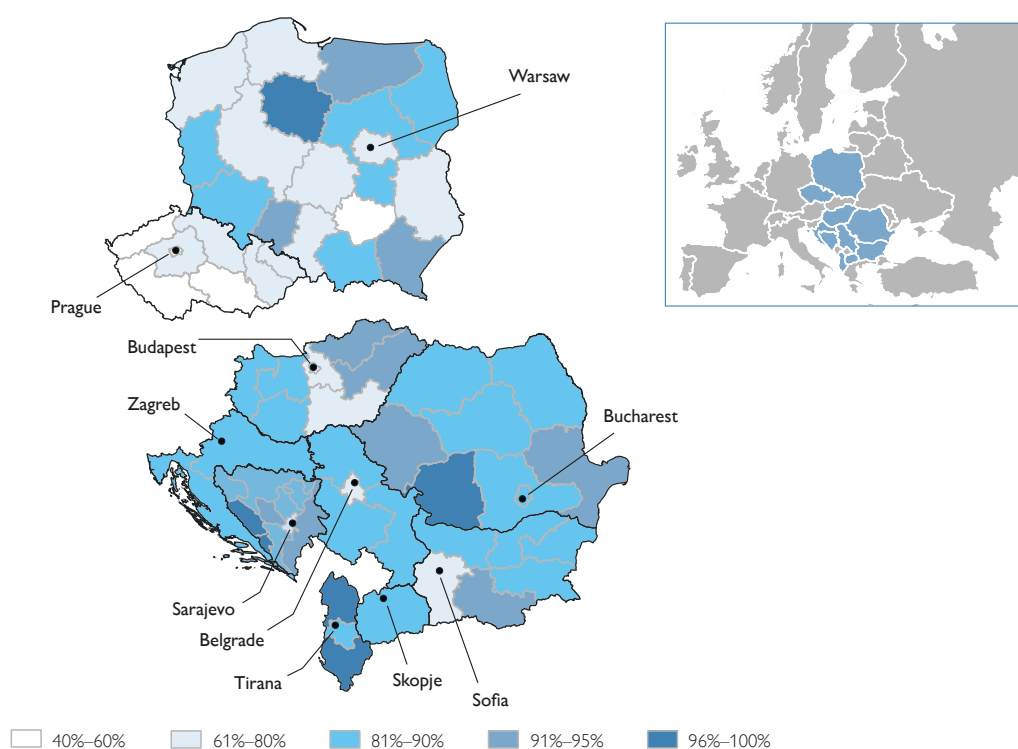 Warsaw
Prague
Budapest
Zagreb
Bucharest
Sarajevo
Belgrade
Tirana
Skopje
Sofia
40%–60%
61%–80%
81%–90%
91%–95%
96%–100%